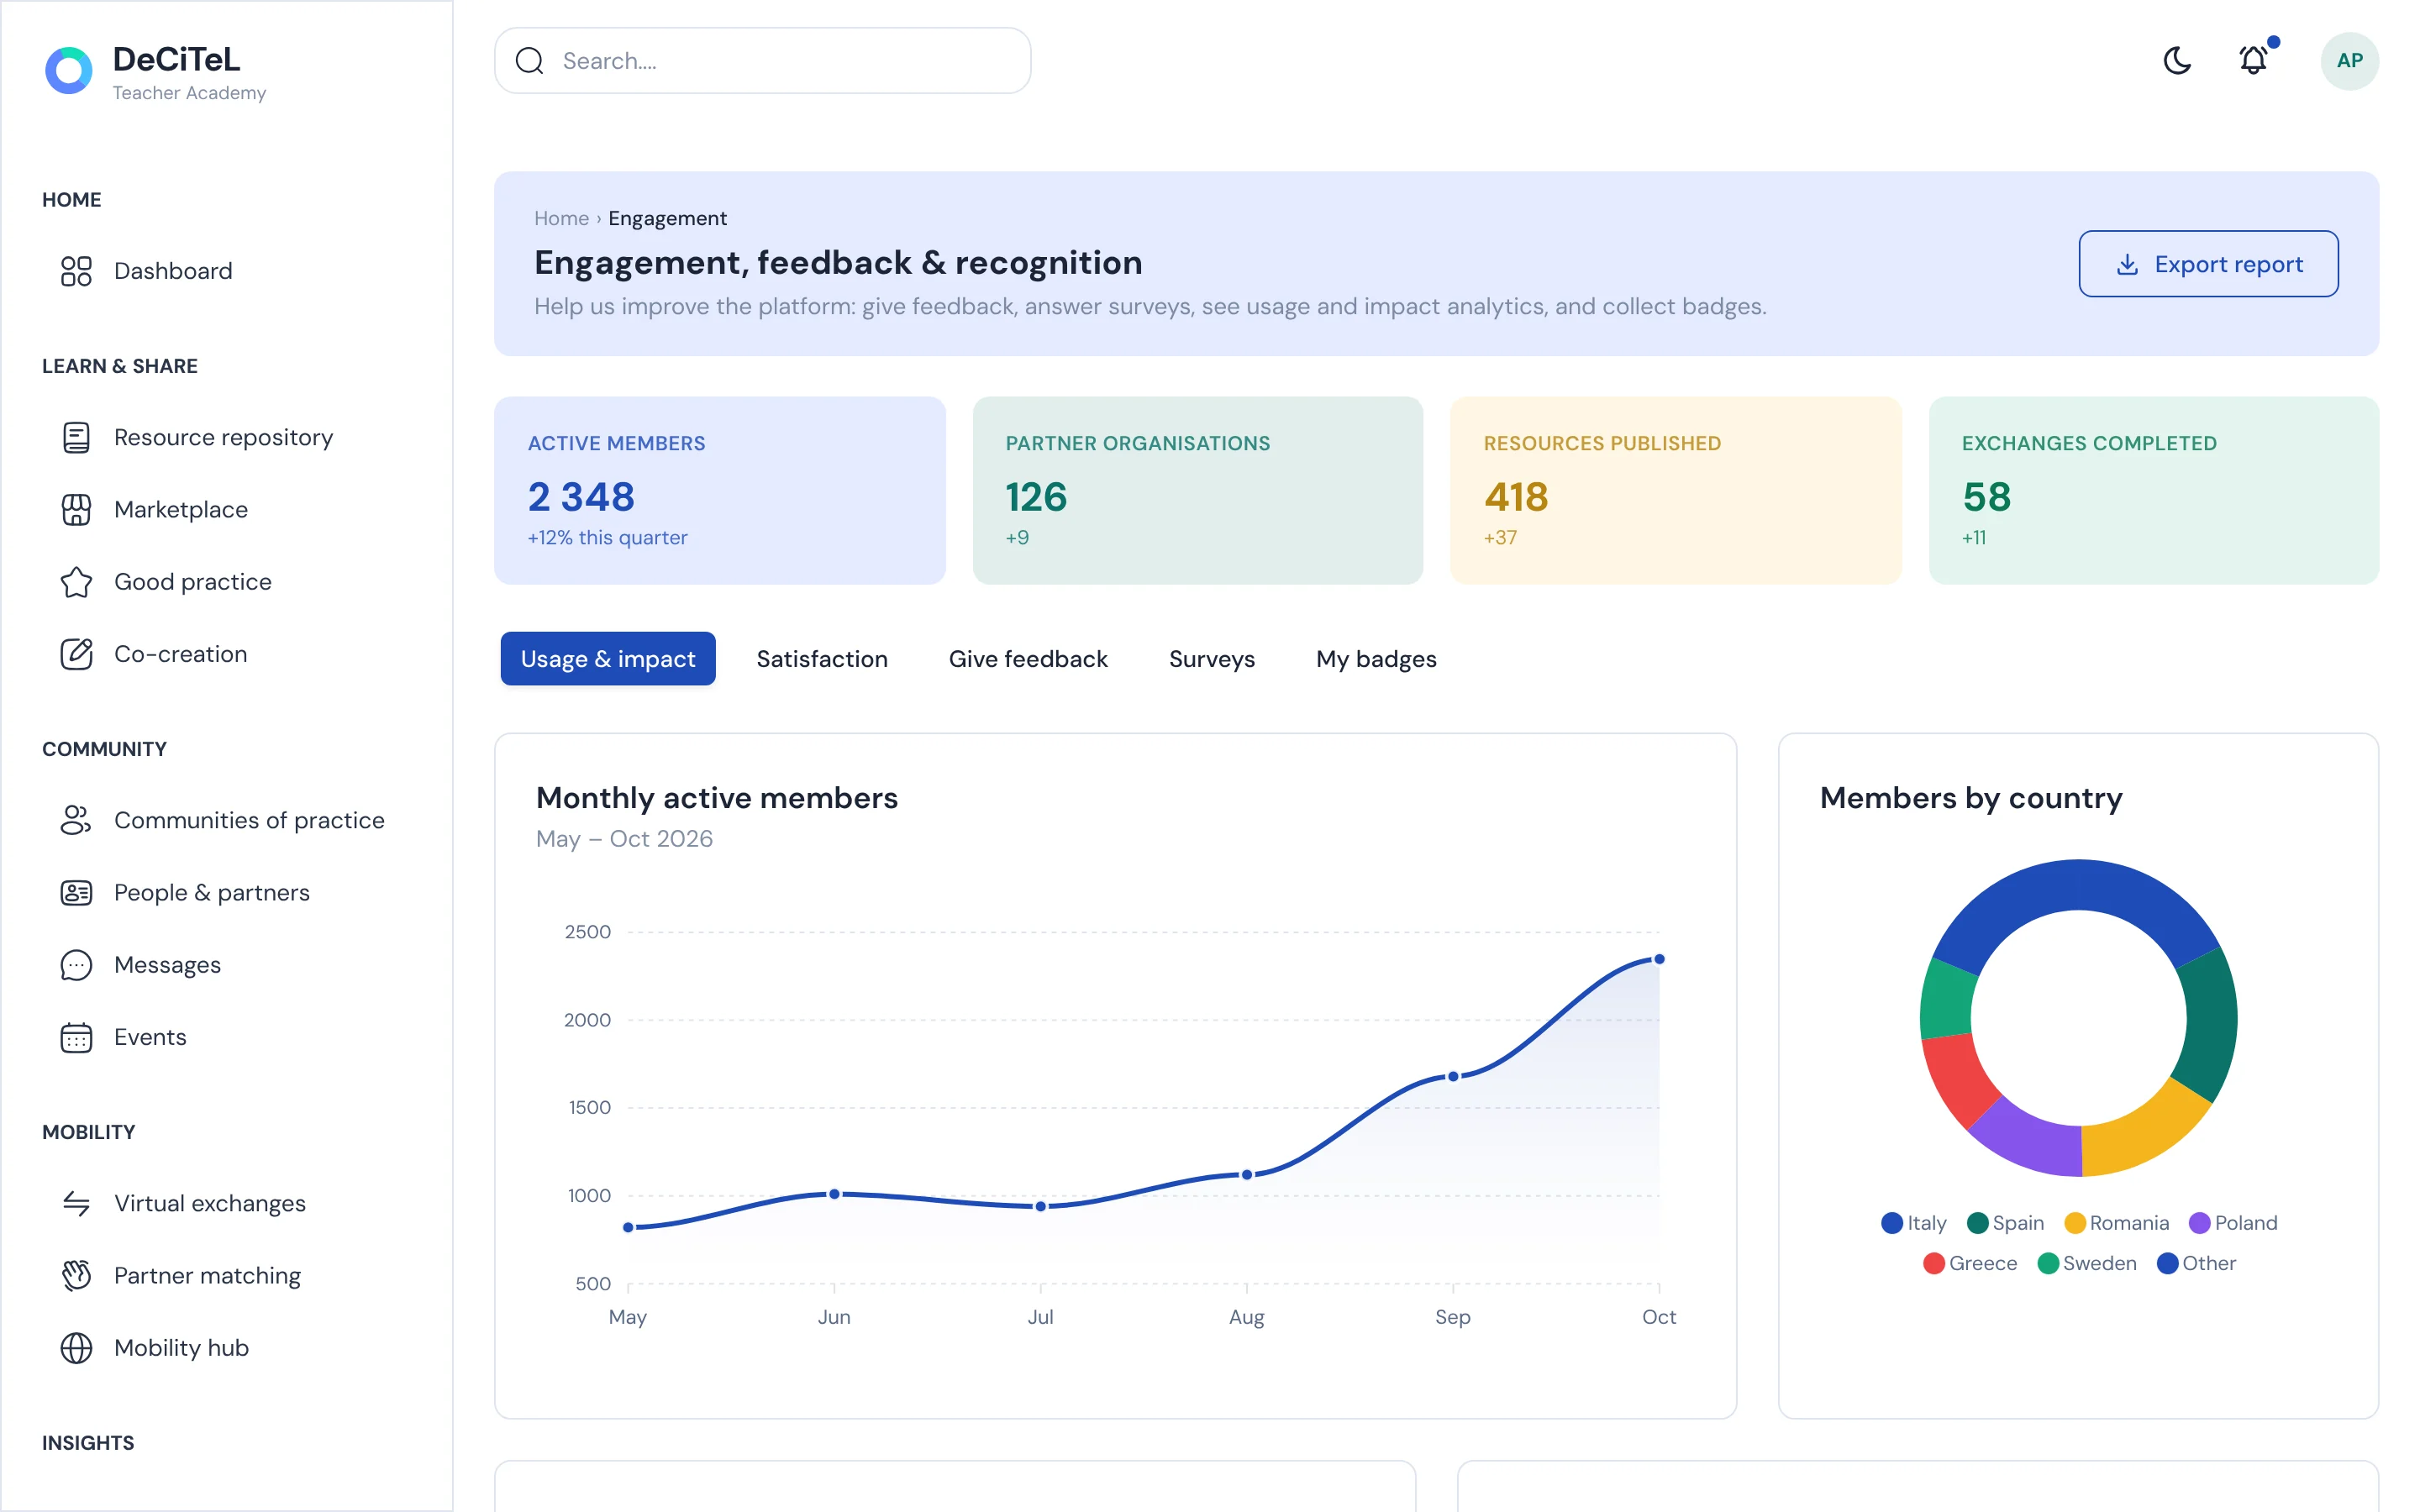 DeCiTeL
Teacher Academy
HOME
Dashboard
LEARN & SHARE
Resource repository
Marketplace
Good practice
Co-creation
COMMUNITY
Communities of practice
People & partners
Messages
Events
MOBILITY
Virtual exchanges
Partner matching
Mobility hub
INSIGHTS
Search....
AP
Home › Engagement
Engagement, feedback & recognition
Help us improve the platform: give feedback, answer surveys, see usage and impact analytics, and collect badges.
Export report
ACTIVE MEMBERS
2 348
+12% this quarter
PARTNER ORGANISATIONS
126
+9
RESOURCES PUBLISHED
418
+37
EXCHANGES COMPLETED
58
+11
Usage & impact Satisfaction Give feedback Surveys My badges
Monthly active members
May – Oct 2026
2500
2000
1500
1000
500
May Jun Jul Aug Sep Oct
Members by country
Italy Spain Romania Poland
Greece Sweden Other